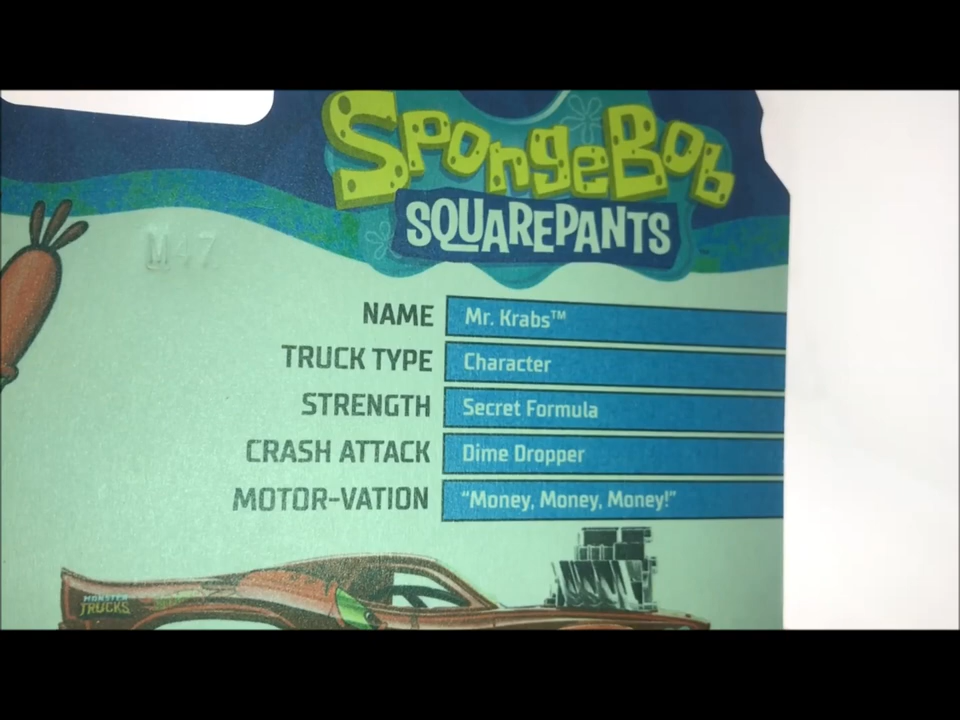 SpongeBob
SQUAREPANTS
M47
NAME Mr. Krabs™
TRUCK TYPE Character
STRENGTH Secret Formula
CRASH ATTACK Dime Dropper
MOTOR-VATION “Money, Money, Money!”
MONSTER
TRUCKS